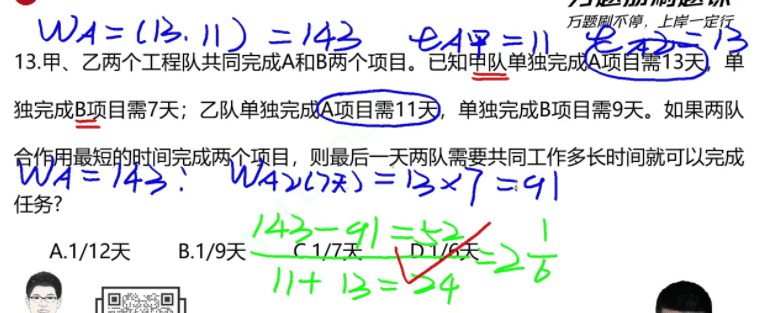 万题刷不停，上岸一定行
WA=(13.11)=143 tA甲=11 tA乙=13
13.甲、乙两个工程队共同完成A和B两个项目。已知甲队单独完成A项目需13天，单
独完成B项目需7天；乙队单独完成A项目需11天，单独完成B项目需9天。如果两队
合作用最短的时间完成两个项目，则最后一天两队需要共同工作多长时间就可以完成
WA=143: WA乙(7天)=13×7=91
任务?
143-91=52
A.1/12天 B.1/9天 C.1/7天 D.1/6天 =2 1/6
11+13=24